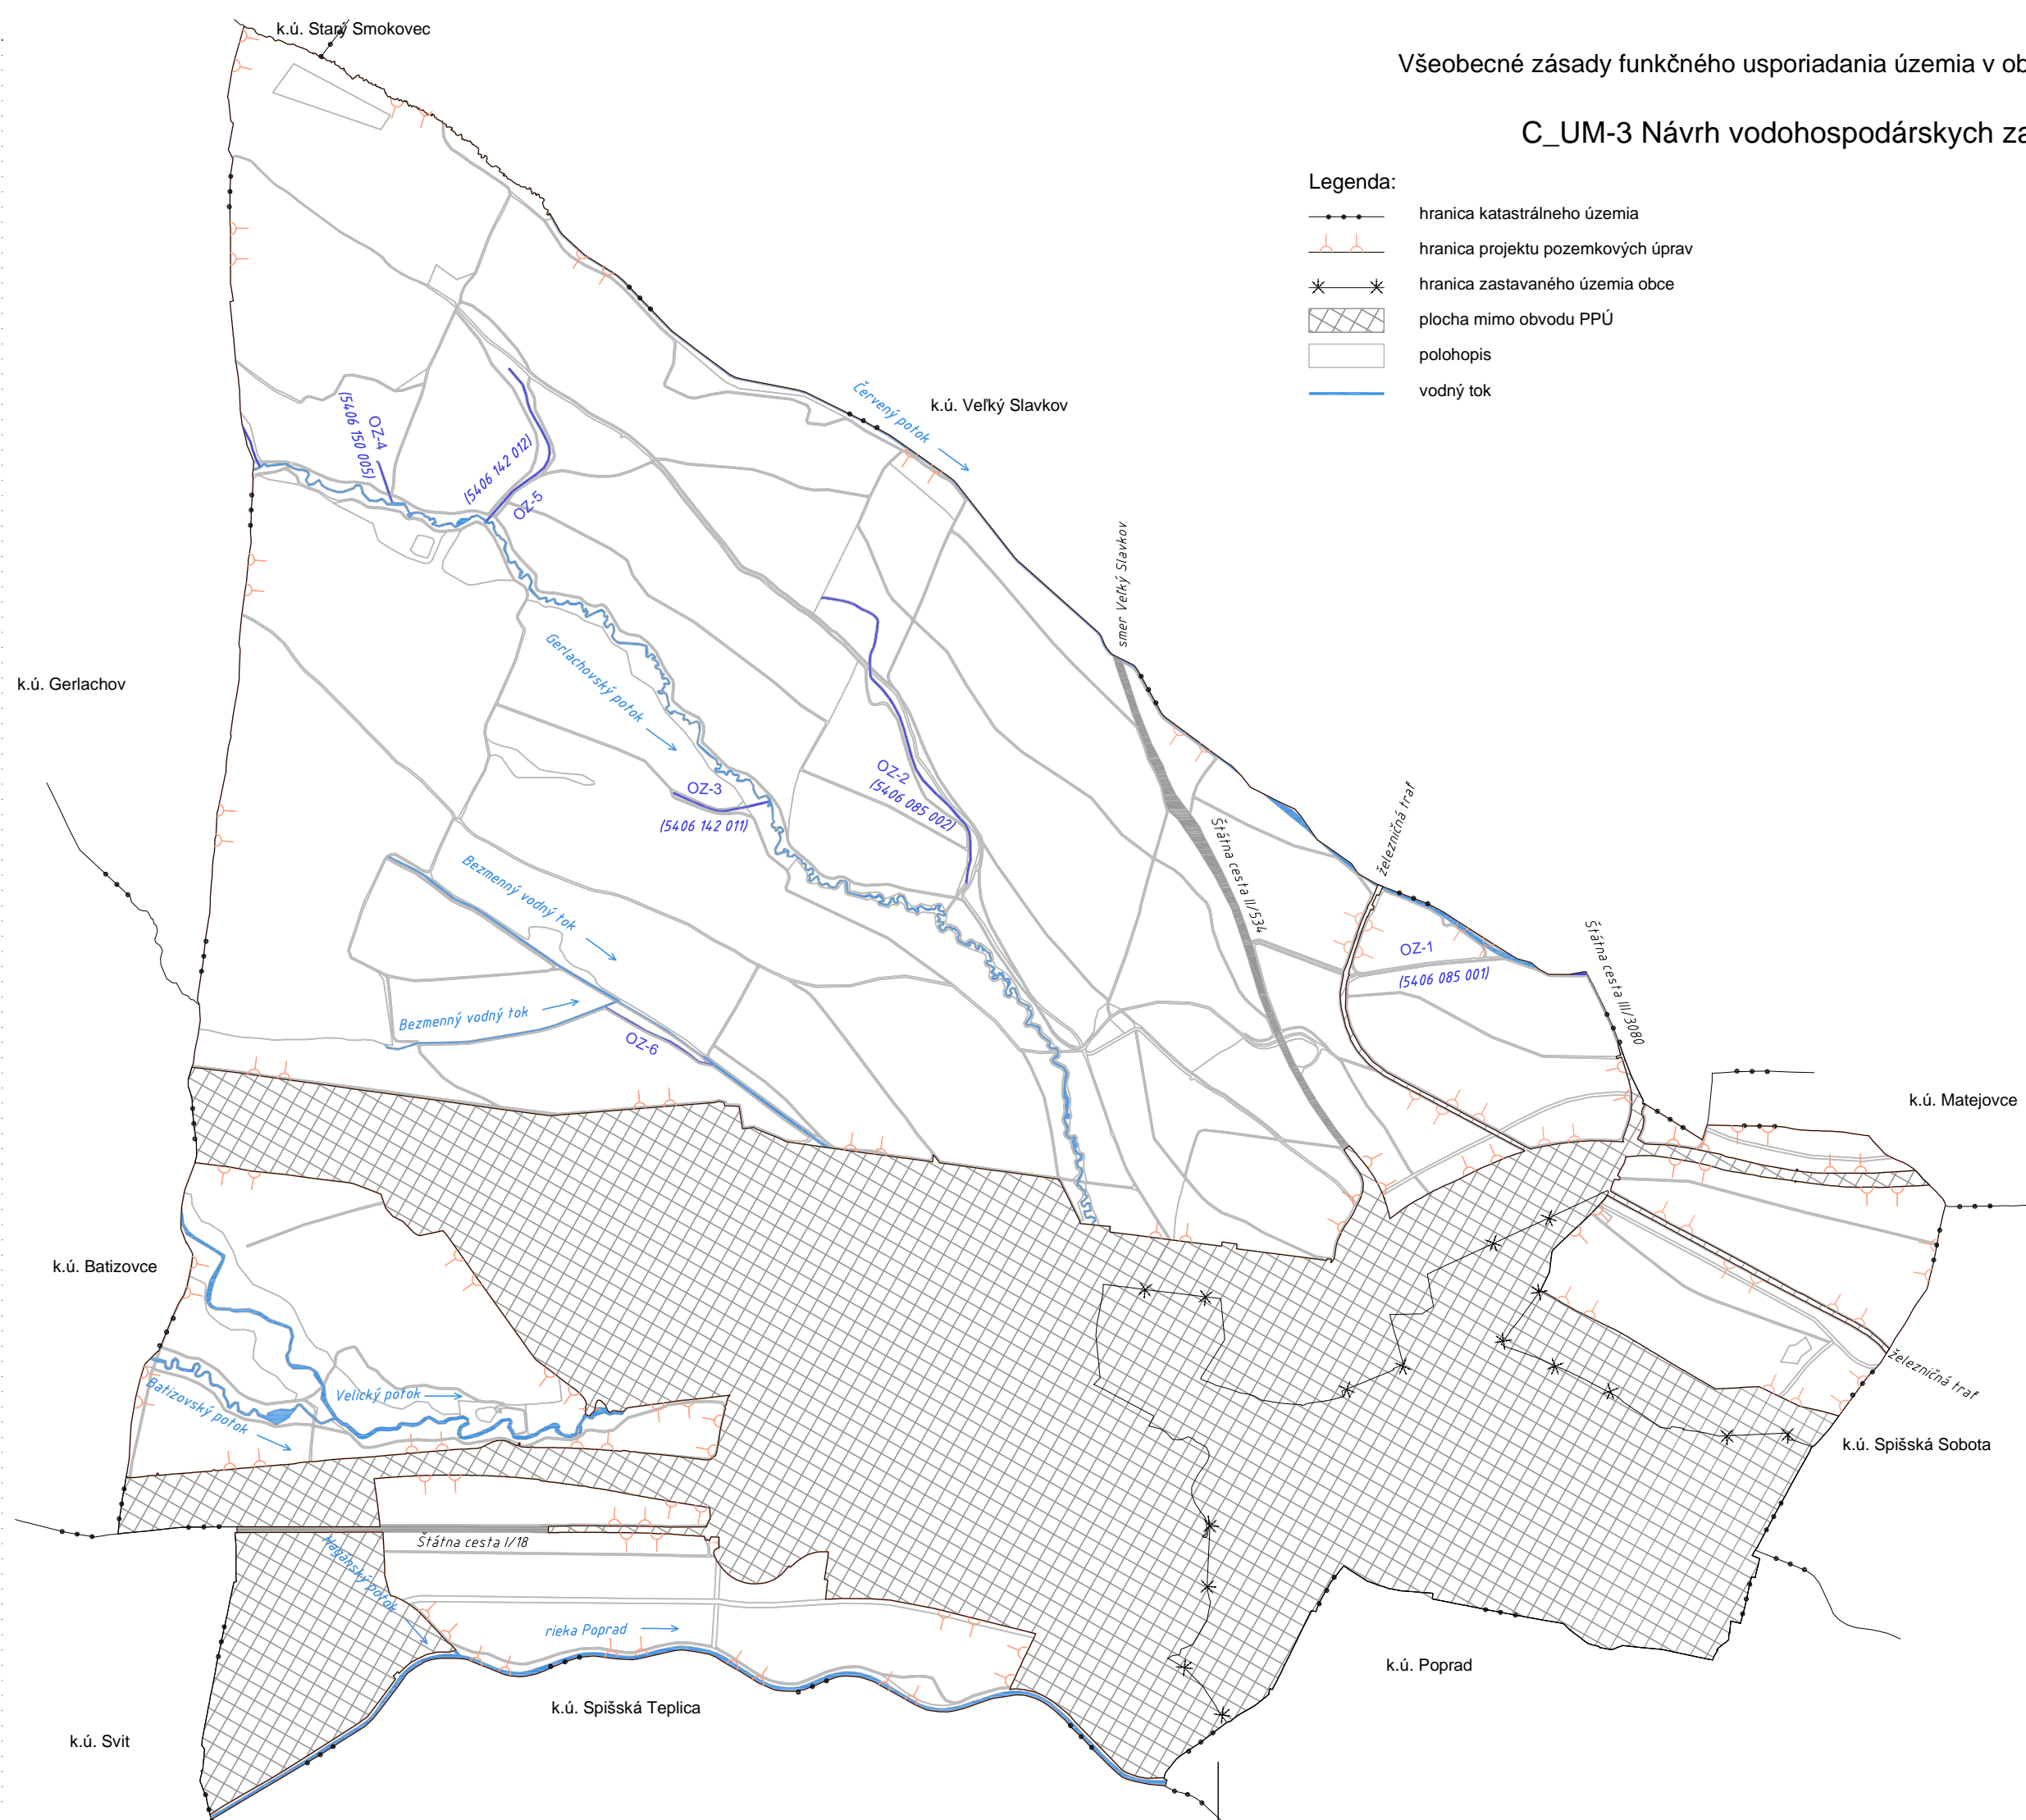 k.ú. Starý Smokovec
Všeobecné zásady funkčného usporiadania územia v ob
C_UM-3 Návrh vodohospodárskych za
Legenda:
hranica katastrálneho územia
hranica projektu pozemkových úprav
hranica zastavaného územia obce
plocha mimo obvodu PPÚ
polohopis
vodný tok
Červený potok
k.ú. Veľký Slavkov
OZ-4
(5406 150 005)
(5406 142 012)
OZ-5
smer Veľký Slavkov
Gerlachovský potok
k.ú. Gerlachov
OZ-3
(5406 142 011)
OZ-2
(5406 085 002)
Štátna cesta II/534
železničná trať
Bezmenný vodný tok
OZ-1
(5406 085 001)
Štátna cesta III/3080
Bezmenný vodný tok
OZ-6
k.ú. Matejovce
k.ú. Batizovce
Velický potok
Batizovský potok
železničná trať
k.ú. Spišská Sobota
Štátna cesta I/18
Haganský potok
rieka Poprad
k.ú. Poprad
k.ú. Spišská Teplica
k.ú. Svit